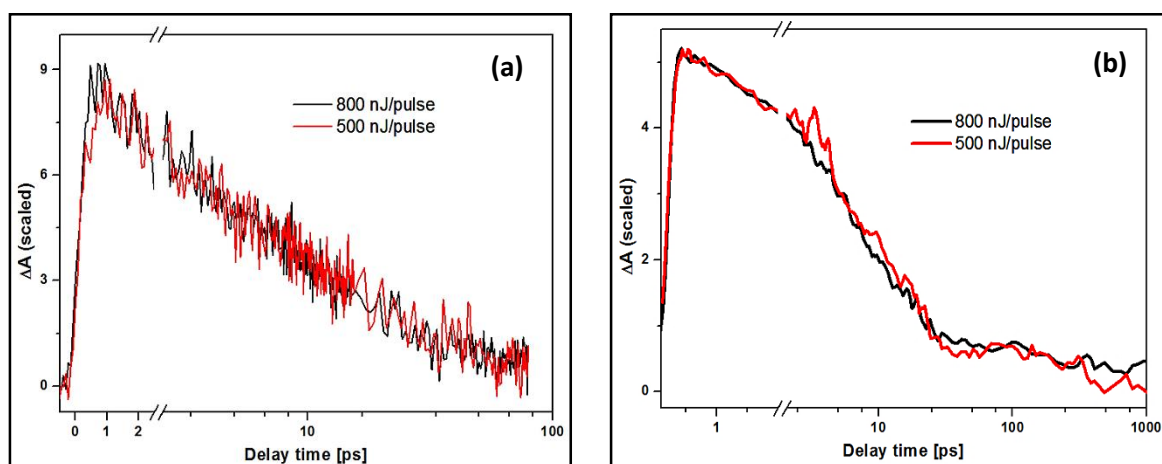 (a)
800 nJ/pulse
500 nJ/pulse
ΔA (scaled)
9
6
3
0
0 1 2 10 100
Delay time [ps]
(b)
800 nJ/pulse
500 nJ/pulse
ΔA (scaled)
4
2
0
1 10 100 1000
Delay time [ps]